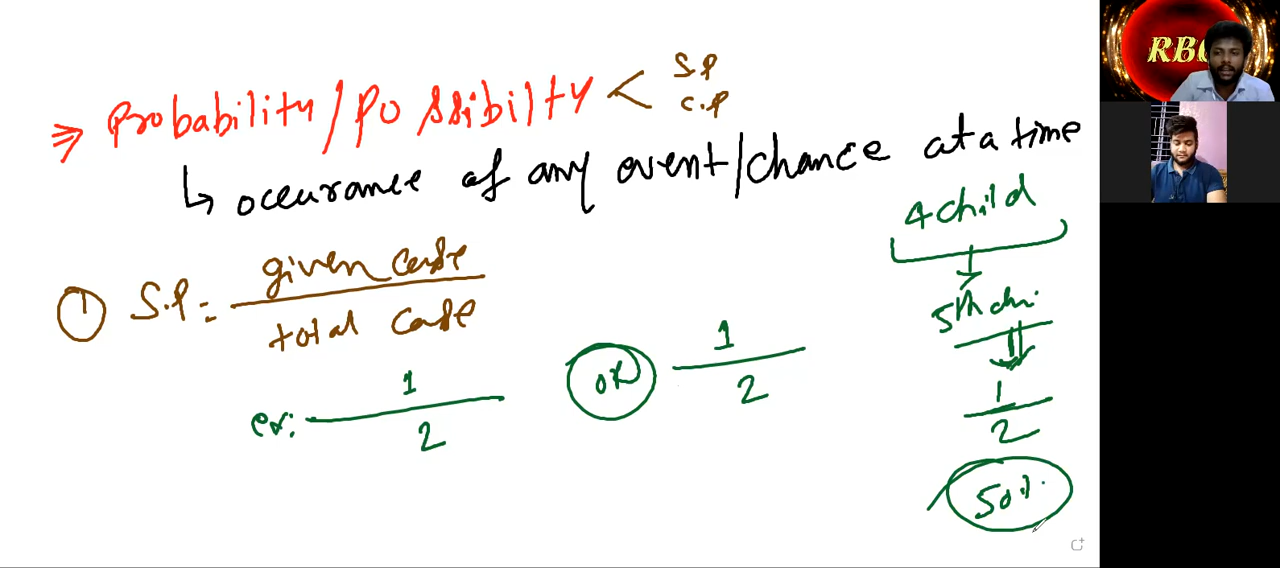 ⇒ Probability/Possibilty < S.P
C.P
↳ occurance of any event/chance at a time
① S.P = given case
total case
ex: 1
2
OR
1
2
4 child
5th chi
1
2
50%
RBC